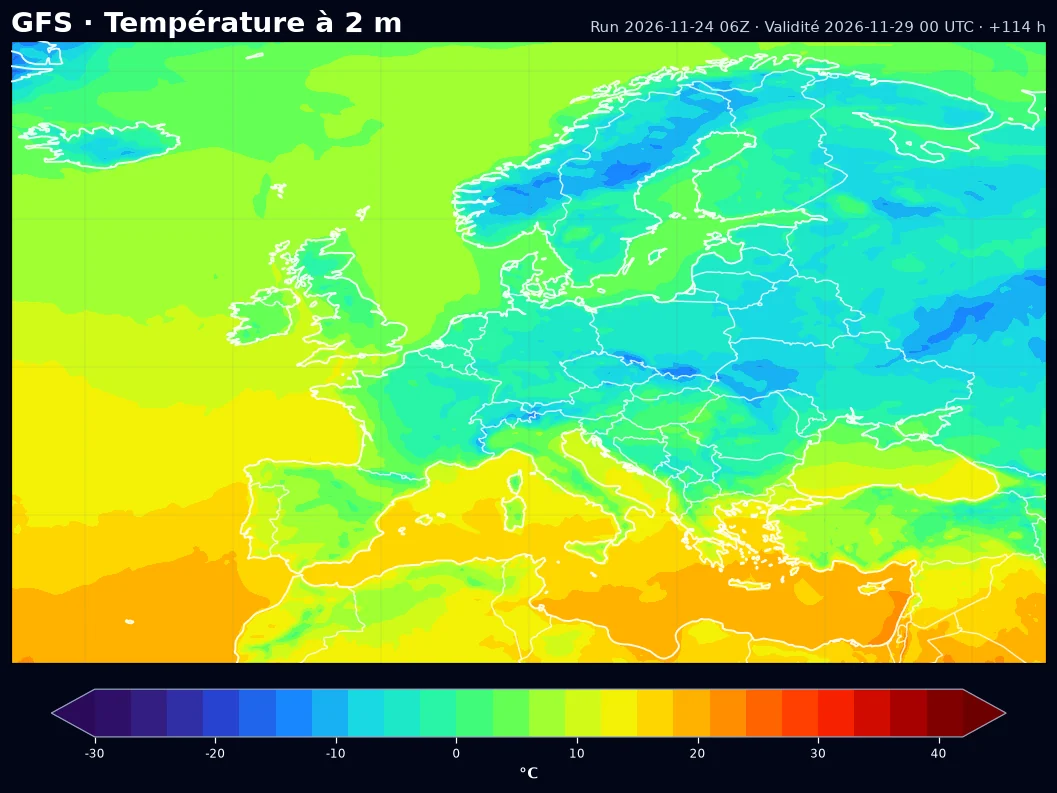 GFS · Température à 2 m
Run 2026-11-24 06Z · Validité 2026-11-29 00 UTC · +114 h
-30 -20 -10 0 10 20 30 40
°C